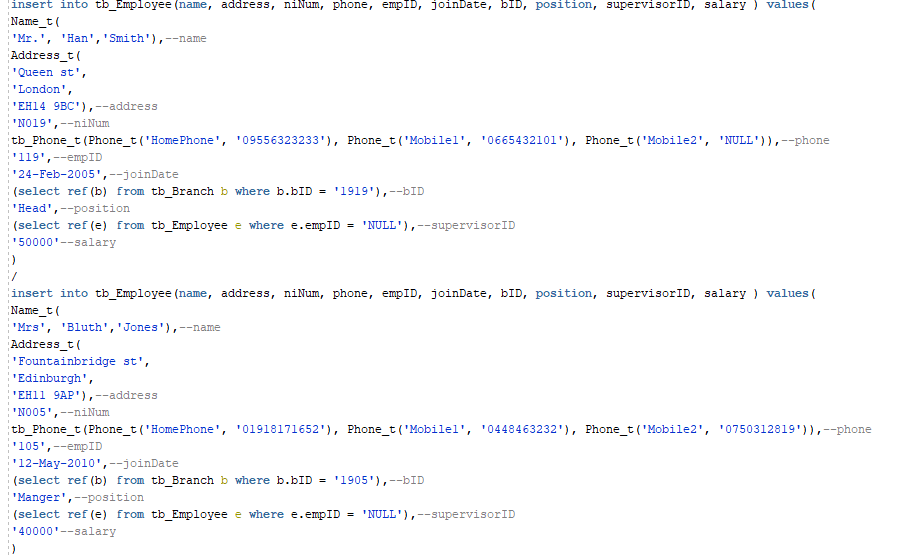 insert into tb_Employee(name, address, niNum, phone, empID, joinDate, bID, position, supervisorID, salary ) values(
Name_t(
'Mr.', 'Han','Smith'),--name
Address_t(
'Queen st',
'London',
'EH14 9BC'),--address
'N019',--niNum
tb_Phone_t(Phone_t('HomePhone', '09556323233'), Phone_t('Mobile1', '0665432101'), Phone_t('Mobile2', 'NULL')),--phone
'119',--empID
'24-Feb-2005',--joinDate
(select ref(b) from tb_Branch b where b.bID = '1919'),--bID
'Head',--position
(select ref(e) from tb_Employee e where e.empID = 'NULL'),--supervisorID
'50000'--salary
)
/
insert into tb_Employee(name, address, niNum, phone, empID, joinDate, bID, position, supervisorID, salary ) values(
Name_t(
'Mrs', 'Bluth','Jones'),--name
Address_t(
'Fountainbridge st',
'Edinburgh',
'EH11 9AP'),--address
'N005',--niNum
tb_Phone_t(Phone_t('HomePhone', '01918171652'), Phone_t('Mobile1', '0448463232'), Phone_t('Mobile2', '0750312819')),--phone
'105',--empID
'12-May-2010',--joinDate
(select ref(b) from tb_Branch b where b.bID = '1905'),--bID
'Manger',--position
(select ref(e) from tb_Employee e where e.empID = 'NULL'),--supervisorID
'40000'--salary
)